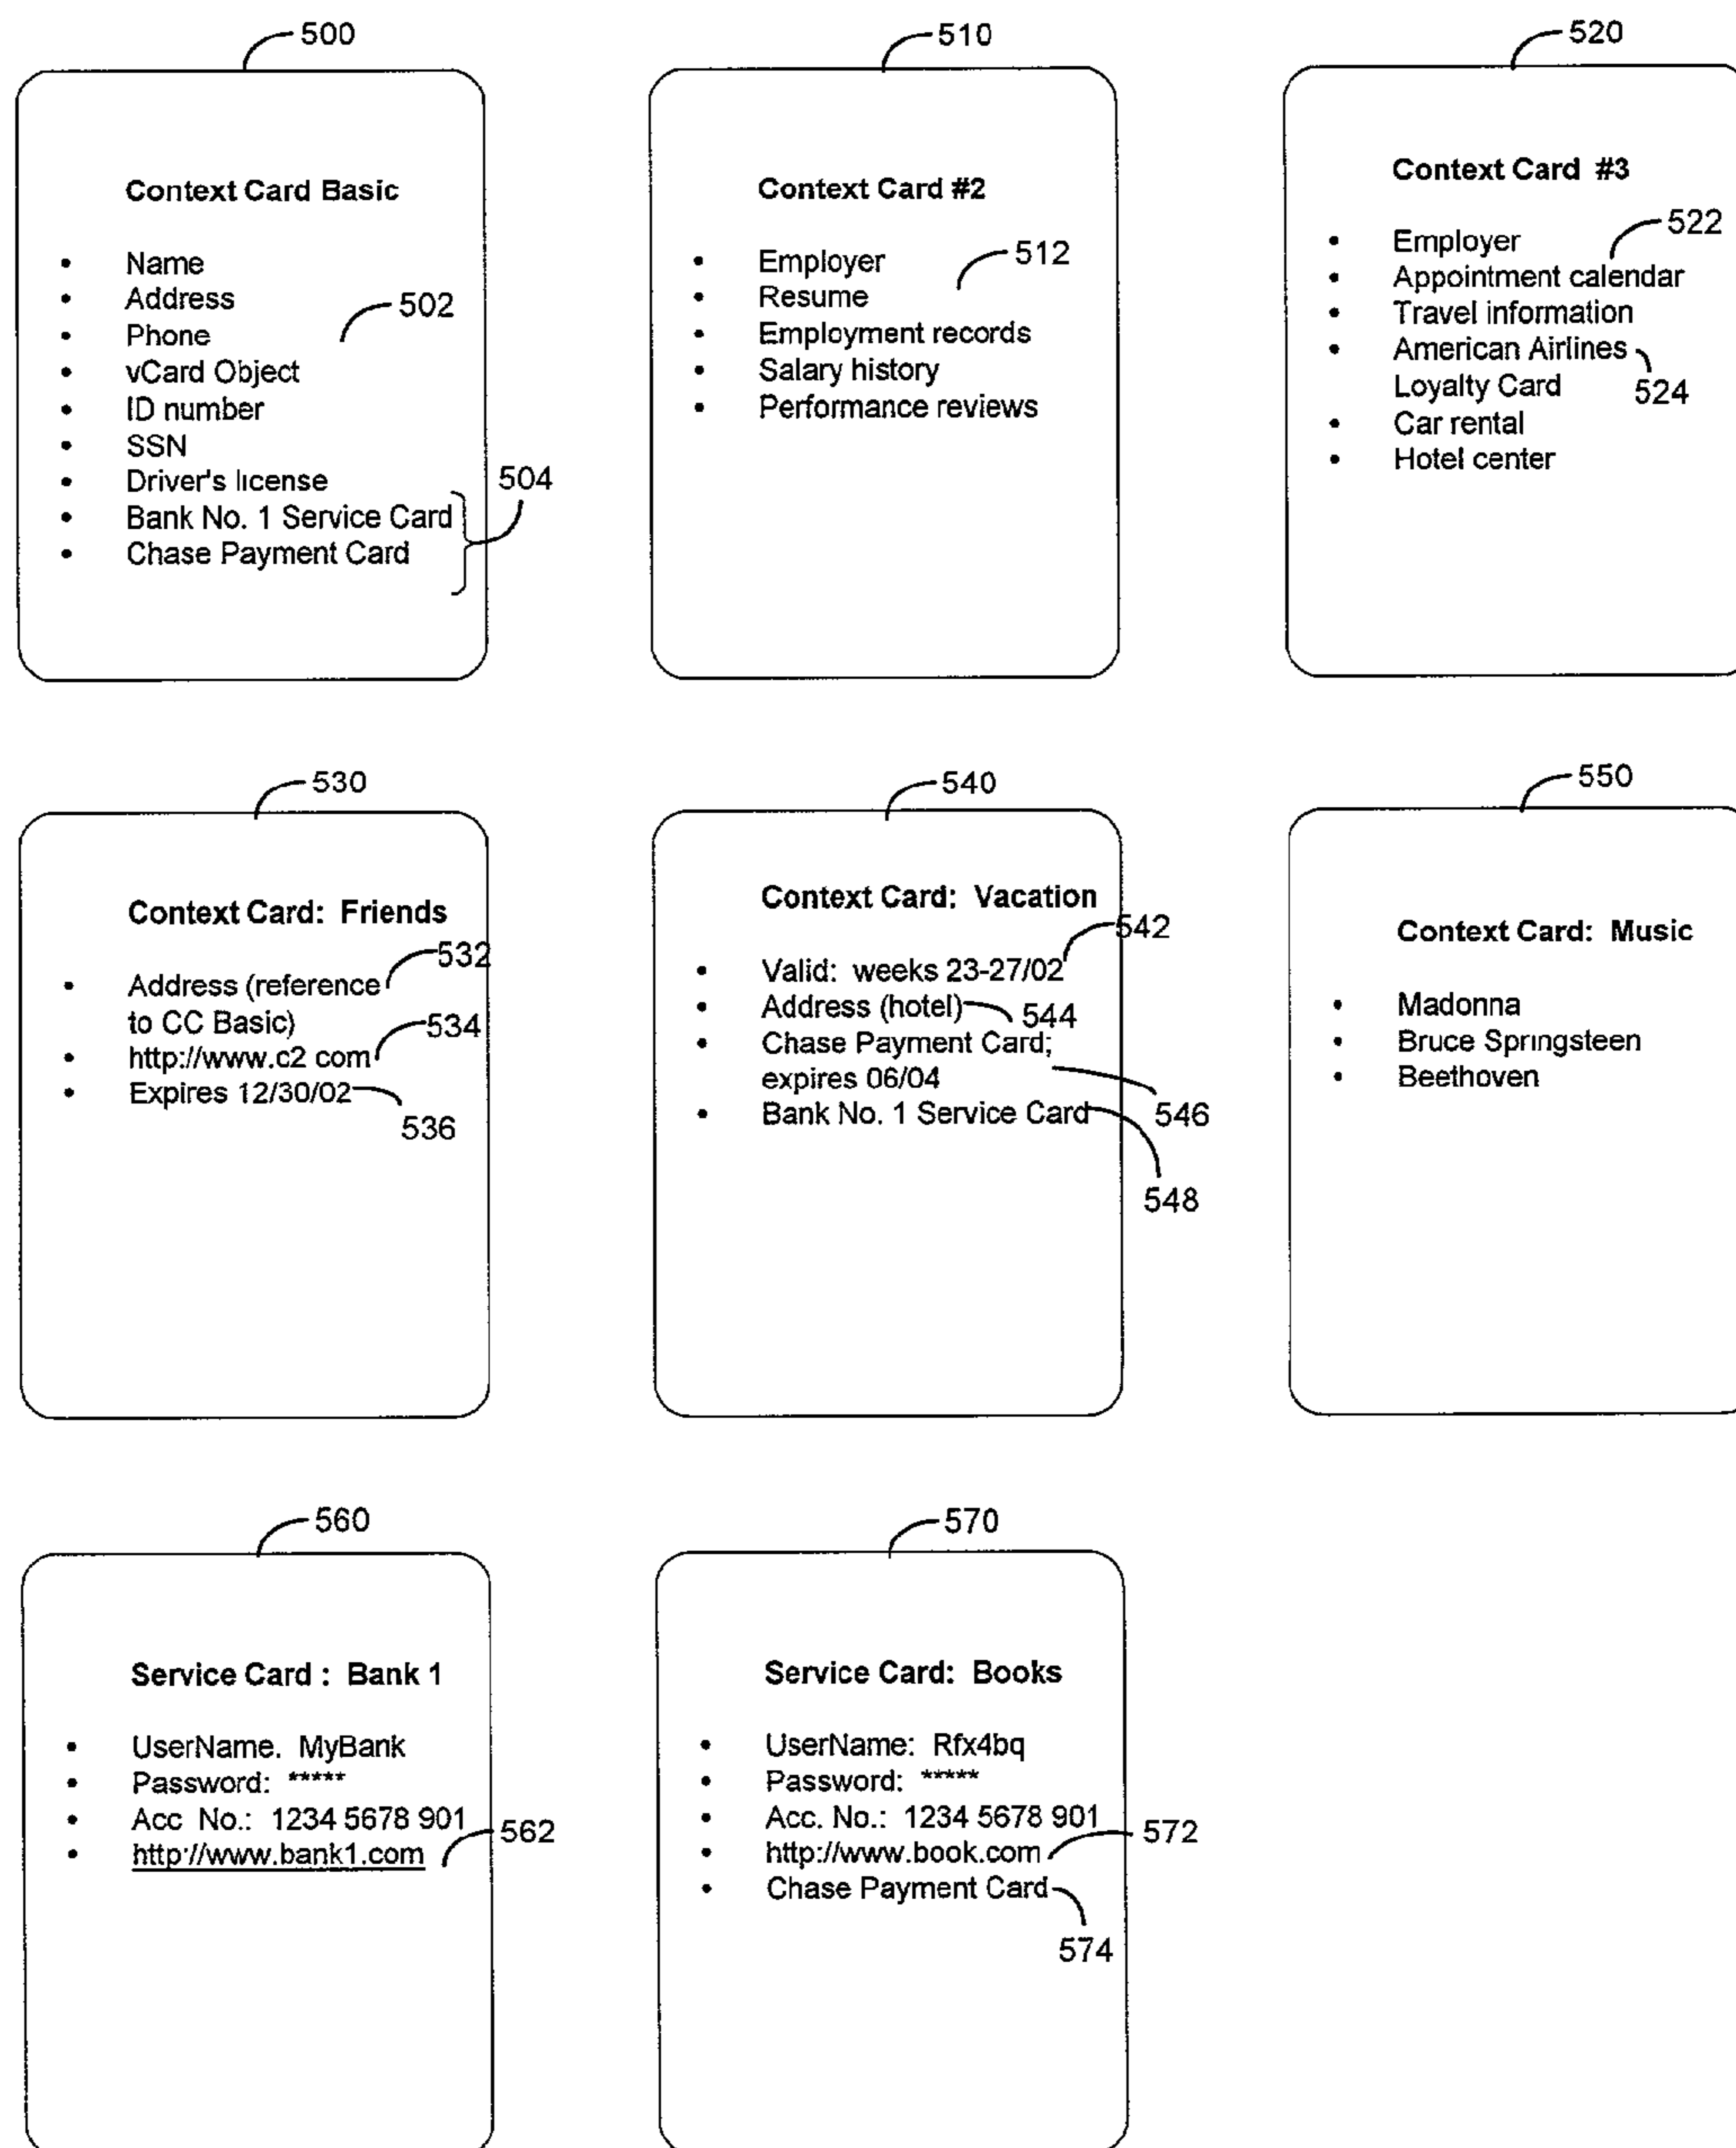 500
Context Card Basic
• Name
• Address
• Phone
502
• vCard Object
• ID number
• SSN
• Driver's license
504
• Bank No. 1 Service Card
• Chase Payment Card
510
Context Card #2
• Employer
512
• Resume
• Employment records
• Salary history
• Performance reviews
520
Context Card #3
522
• Employer
• Appointment calendar
• Travel information
• American Airlines
Loyalty Card
524
• Car rental
• Hotel center
530
Context Card: Friends
532
• Address (reference
to CC Basic)
534
• http://www.c2 com
• Expires 12/30/02
536
540
Context Card: Vacation
542
• Valid: weeks 23-27/02
• Address (hotel)
544
• Chase Payment Card;
expires 06/04
546
• Bank No. 1 Service Card
548
550
Context Card: Music
• Madonna
• Bruce Springsteen
• Beethoven
560
Service Card : Bank 1
• UserName. MyBank
• Password: *****
• Acc No.: 1234 5678 901
562
• http://www.bank1.com
570
Service Card: Books
• UserName: Rfx4bq
• Password: *****
• Acc. No.: 1234 5678 901
572
• http://www.book.com
• Chase Payment Card
574